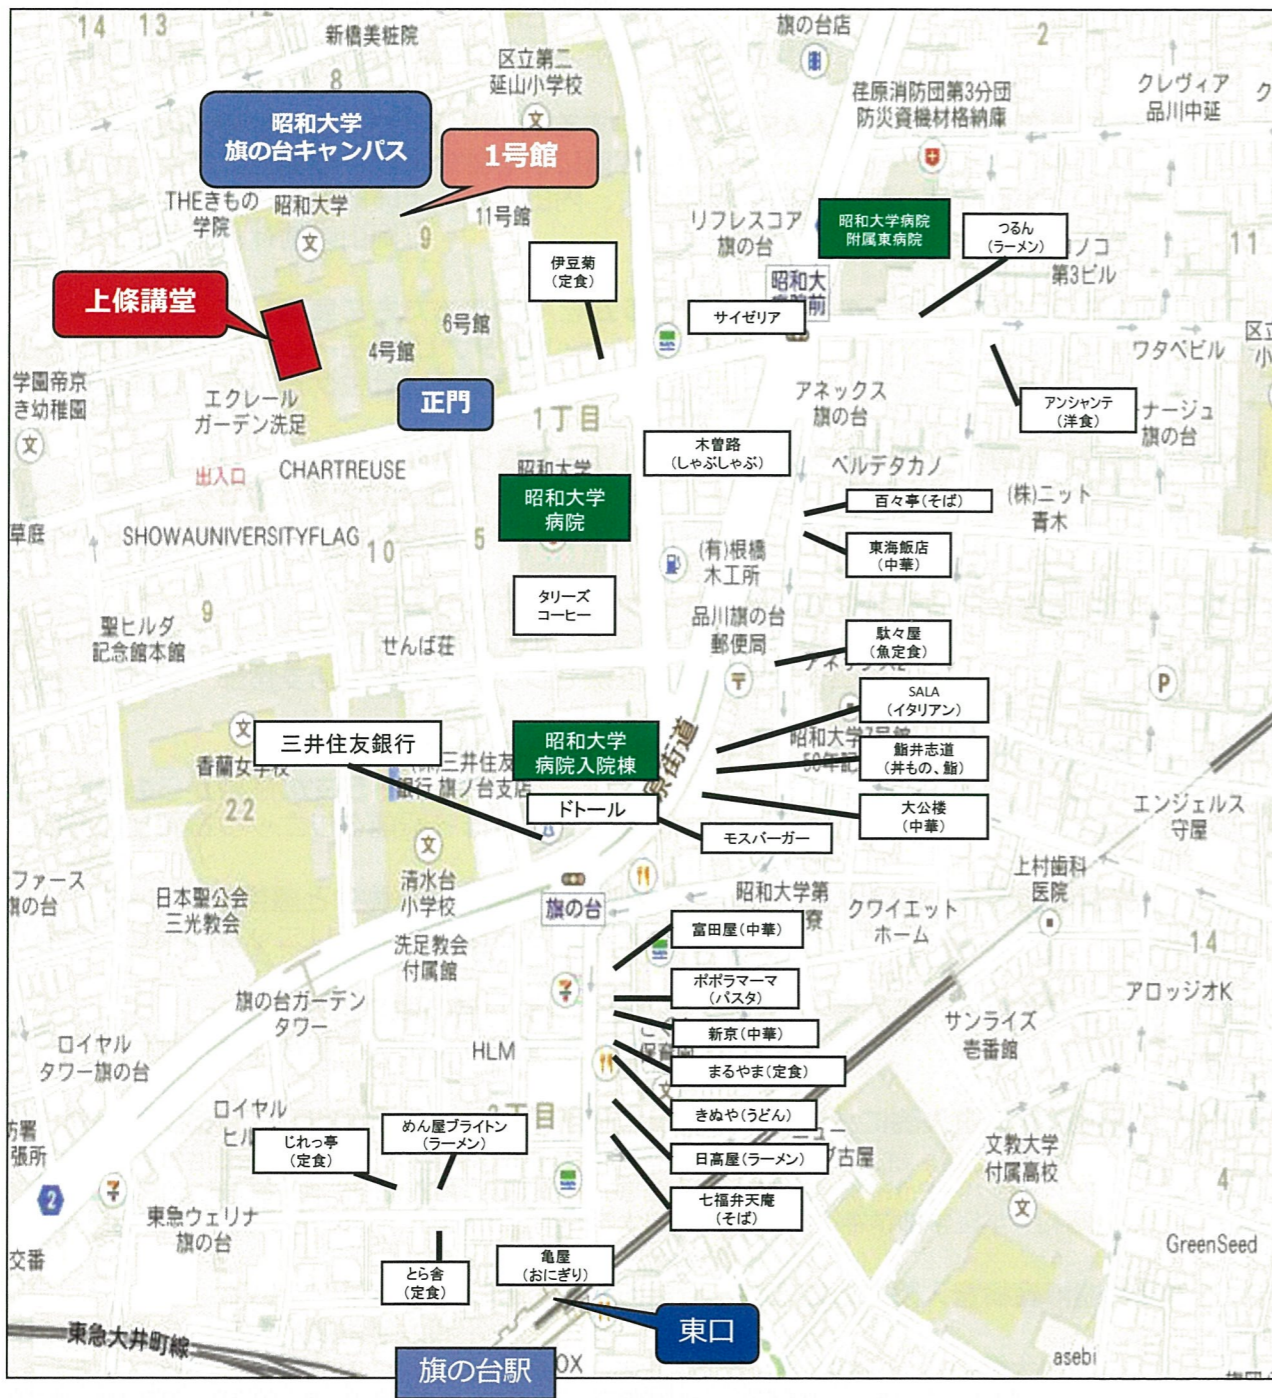 14
13
新橋美粧院
8
区立第二
延山小学校
文
旗の台店
2
クレヴィア
品川中延
荏原消防団第3分団
防災資機材格納庫
昭和大学
旗の台キャンパス
1号館
THEきもの
学院
昭和大学
文
9
11号館
リフレスコア
旗の台
昭和大学病院
附属東病院
つるん
(ラーメン)
第3ビル
11
伊豆菊
(定食)
上條講堂
6号館
4号館
サイゼリア
ワタベビル
学園帝京
き幼稚園
文
エクレール
ガーデン洗足
正門
1丁目
アネックス
旗の台
アンシャンテ
(洋食)
ナージュ
旗の台
木曽路
(しゃぶしゃぶ)
ベルデタカノ
出入口
CHARTREUSE
昭和大学
昭和大学
病院
百々亭(そば)
(株)ニット
青木
草庭
SHOWAUNIVERSITYFLAG
10
5
東海飯店
(中華)
(有)根橋
木工所
タリーズ
コーヒー
9
聖ヒルダ
記念館本館
せんば荘
品川旗の台
郵便局
駄々屋
(魚定食)
P
SALA
(イタリアン)
文
香蘭女学校
22
三井住友銀行
銀行 旗ノ台支店
昭和大学
病院入院棟
原街道
鮨井志道
(丼もの、鮨)
ドトール
大公楼
(中華)
モスバーガー
エンジェルス
守屋
文
清水台
小学校
上村歯科
医院
ファース
旗の台
日本聖公会
三光教会
旗の台
昭和大学第
寮
クワイエット
ホーム
洗足教会
付属館
富田屋(中華)
14
旗の台ガーデン
タワー
ポポラマーマ
(パスタ)
アロッジオK
新京(中華)
サンライズ
壱番館
ロイヤル
タワー旗の台
HLM
まるやま(定食)
きぬや(うどん)
ロイヤル
じれっ亭
(定食)
めん屋ブライトン
(ラーメン)
丁目
日高屋(ラーメン)
古屋
文教大学
付属高校
文
4
2
七福弁天庵
(そば)
東急ウェリナ
旗の台
交番
GreenSeed
とら舎
(定食)
亀屋
(おにぎり)
東口
東急大井町線
旗の台駅
OX
asebi